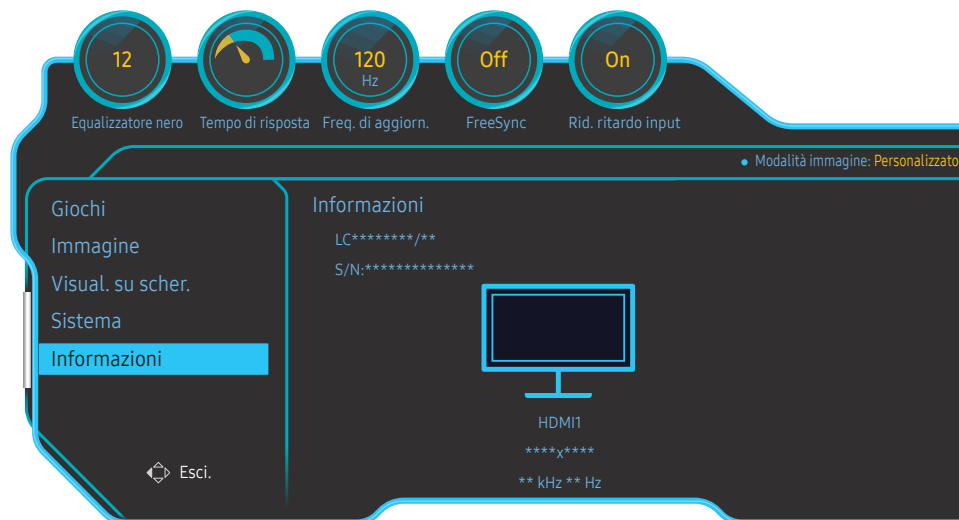 12
120
Hz
Off
On
Equalizzatore nero
Tempo di risposta
Freq. di aggiorn.
FreeSync
Rid. ritardo input
Modalità immagine: Personalizzato
Giochi
Immagine
Visual. su scher.
Sistema
Informazioni
Esci.
Informazioni
LC********/**
S/N:**************
HDMI1
****x****
** kHz ** Hz